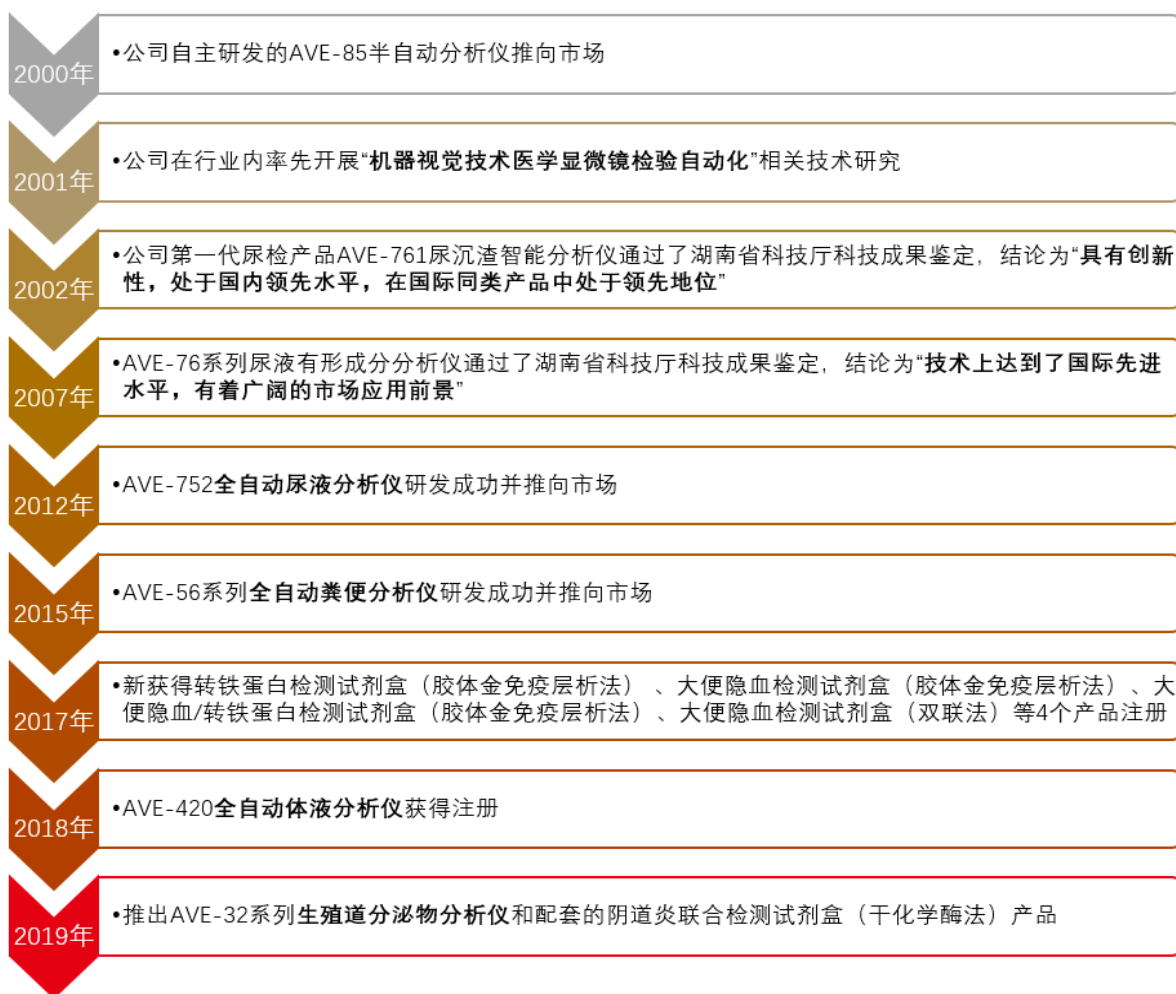 2000年
•公司自主研发的AVE-85半自动分析仪推向市场
2001年
•公司在行业内率先开展“机器视觉技术医学显微镜检验自动化”相关技术研究
2002年
•公司第一代尿检产品AVE-761尿沉渣智能分析仪通过了湖南省科技厅科技成果鉴定，结论为“具有创新
性，处于国内领先水平，在国际同类产品中处于领先地位”
2007年
•AVE-76系列尿液有形成分分析仪通过了湖南省科技厅科技成果鉴定，结论为“技术上达到了国际先进
水平，有着广阔的市场应用前景”
2012年
•AVE-752全自动尿液分析仪研发成功并推向市场
2015年
•AVE-56系列全自动粪便分析仪研发成功并推向市场
2017年
•新获得转铁蛋白检测试剂盒（胶体金免疫层析法） 、大便隐血检测试剂盒（胶体金免疫层析法）、大
便隐血/转铁蛋白检测试剂盒（胶体金免疫层析法）、大便隐血检测试剂盒（双联法）等4个产品注册
2018年
•AVE-420全自动体液分析仪获得注册
2019年
•推出AVE-32系列生殖道分泌物分析仪和配套的阴道炎联合检测试剂盒（干化学酶法）产品